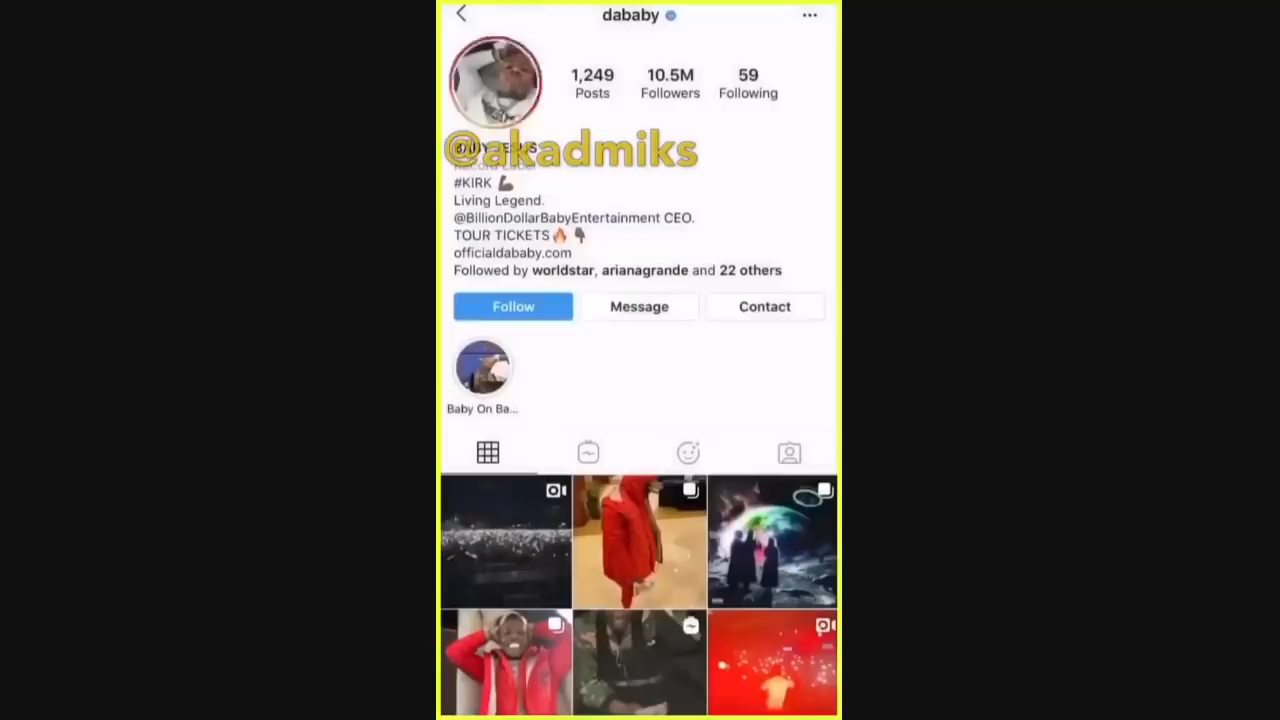 dababy
1,249
Posts
10.5M
Followers
59
Following
@akadmiks
#KIRK 💪🏿
Living Legend.
@BillionDollarBabyEntertainment CEO.
TOUR TICKETS🔥👇🏿
officialdababy.com
Followed by worldstar, arianagrande and 22 others
Follow
Message
Contact
Baby On Ba...